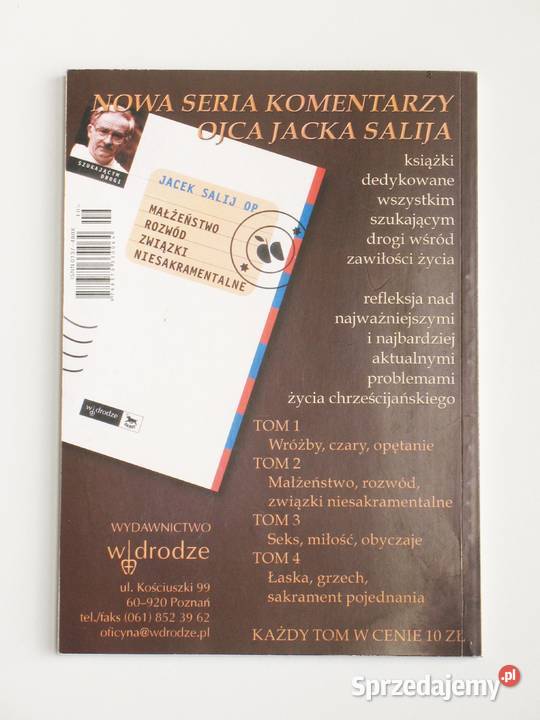 NOWA SERIA KOMENTARZY
OJCA JACKA SALIJA
SZUKAJĄCYM
DROGI
JACEK SALIJ OP
MAŁŻEŃSTWO
ROZWÓD
ZWIĄZKI
NIESAKRAMENTALNE
w drodze
książki
dedykowane
wszystkim
szukającym
drogi wśród
zawiłości życia
refleksja nad
najważniejszymi
i najbardziej
aktualnymi
problemami
życia chrześcijańskiego
TOM 1
Wróżby, czary, opętanie
TOM 2
Małżeństwo, rozwód,
związki niesakramentalne
TOM 3
Seks, miłość, obyczaje
TOM 4
Łaska, grzech,
sakrament pojednania
KAŻDY TOM W CENIE 10 ZŁ
WYDAWNICTWO
w drodze
ul. Kościuszki 99
60–920 Poznań
tel./faks (061) 852 39 62
oficyna@wdrodze.pl
Sprzedajemy.pl